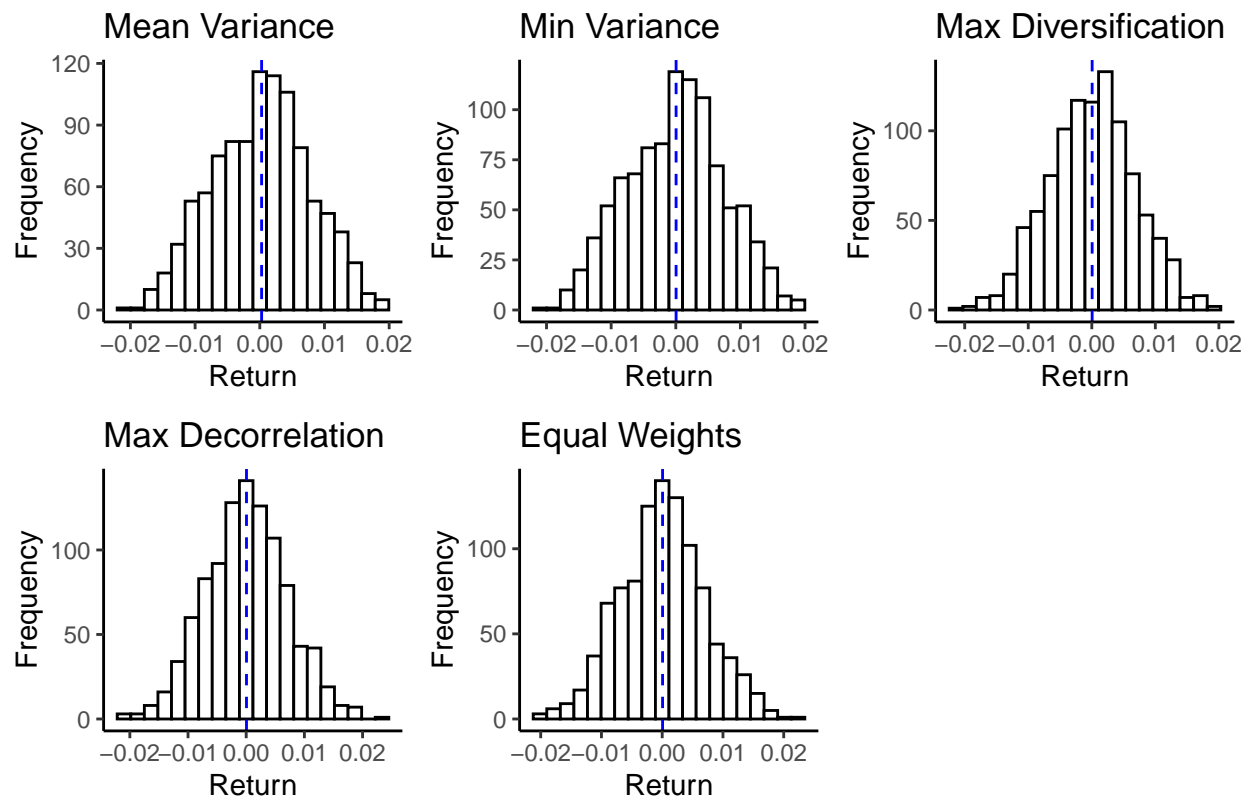 Mean Variance
120
90
60
30
0
Frequency
−0.02 −0.01 0.00 0.01 0.02
Return
Min Variance
100
75
50
25
0
Frequency
−0.02 −0.01 0.00 0.01 0.02
Return
Max Diversification
100
50
0
Frequency
−0.02 −0.01 0.00 0.01 0.02
Return
Max Decorrelation
100
50
0
Frequency
−0.02 −0.01 0.00 0.01 0.02
Return
Equal Weights
100
50
0
Frequency
−0.02 −0.01 0.00 0.01 0.02
Return